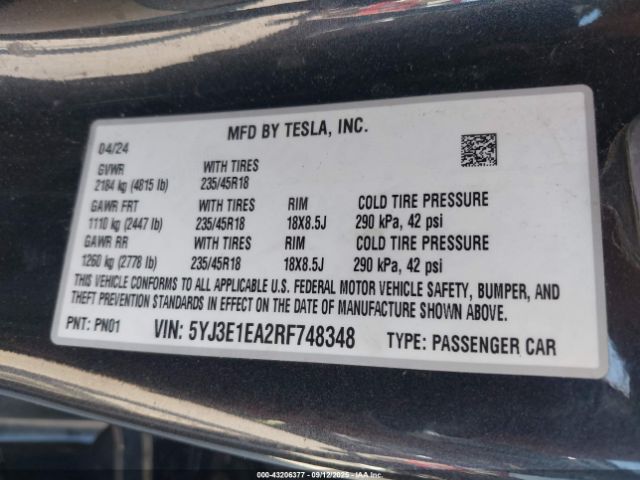 MFD BY TESLA, INC.
04/24
GVWR WITH TIRES
2184 kg (4815 lb) 235/45R18
GAWR FRT WITH TIRES RIM COLD TIRE PRESSURE
1110 kg (2447 lb) 235/45R18 18X8.5J 290 kPa, 42 psi
GAWR RR WITH TIRES RIM COLD TIRE PRESSURE
1260 kg (2778 lb) 235/45R18 18X8.5J 290 kPa, 42 psi
THIS VEHICLE CONFORMS TO ALL APPLICABLE U.S. FEDERAL MOTOR VEHICLE SAFETY, BUMPER, AND
THEFT PREVENTION STANDARDS IN EFFECT ON THE DATE OF MANUFACTURE SHOWN ABOVE.
PNT: PN01 VIN: 5YJ3E1EA2RF748348 TYPE: PASSENGER CAR
000-43206377 - 09/12/2025 -